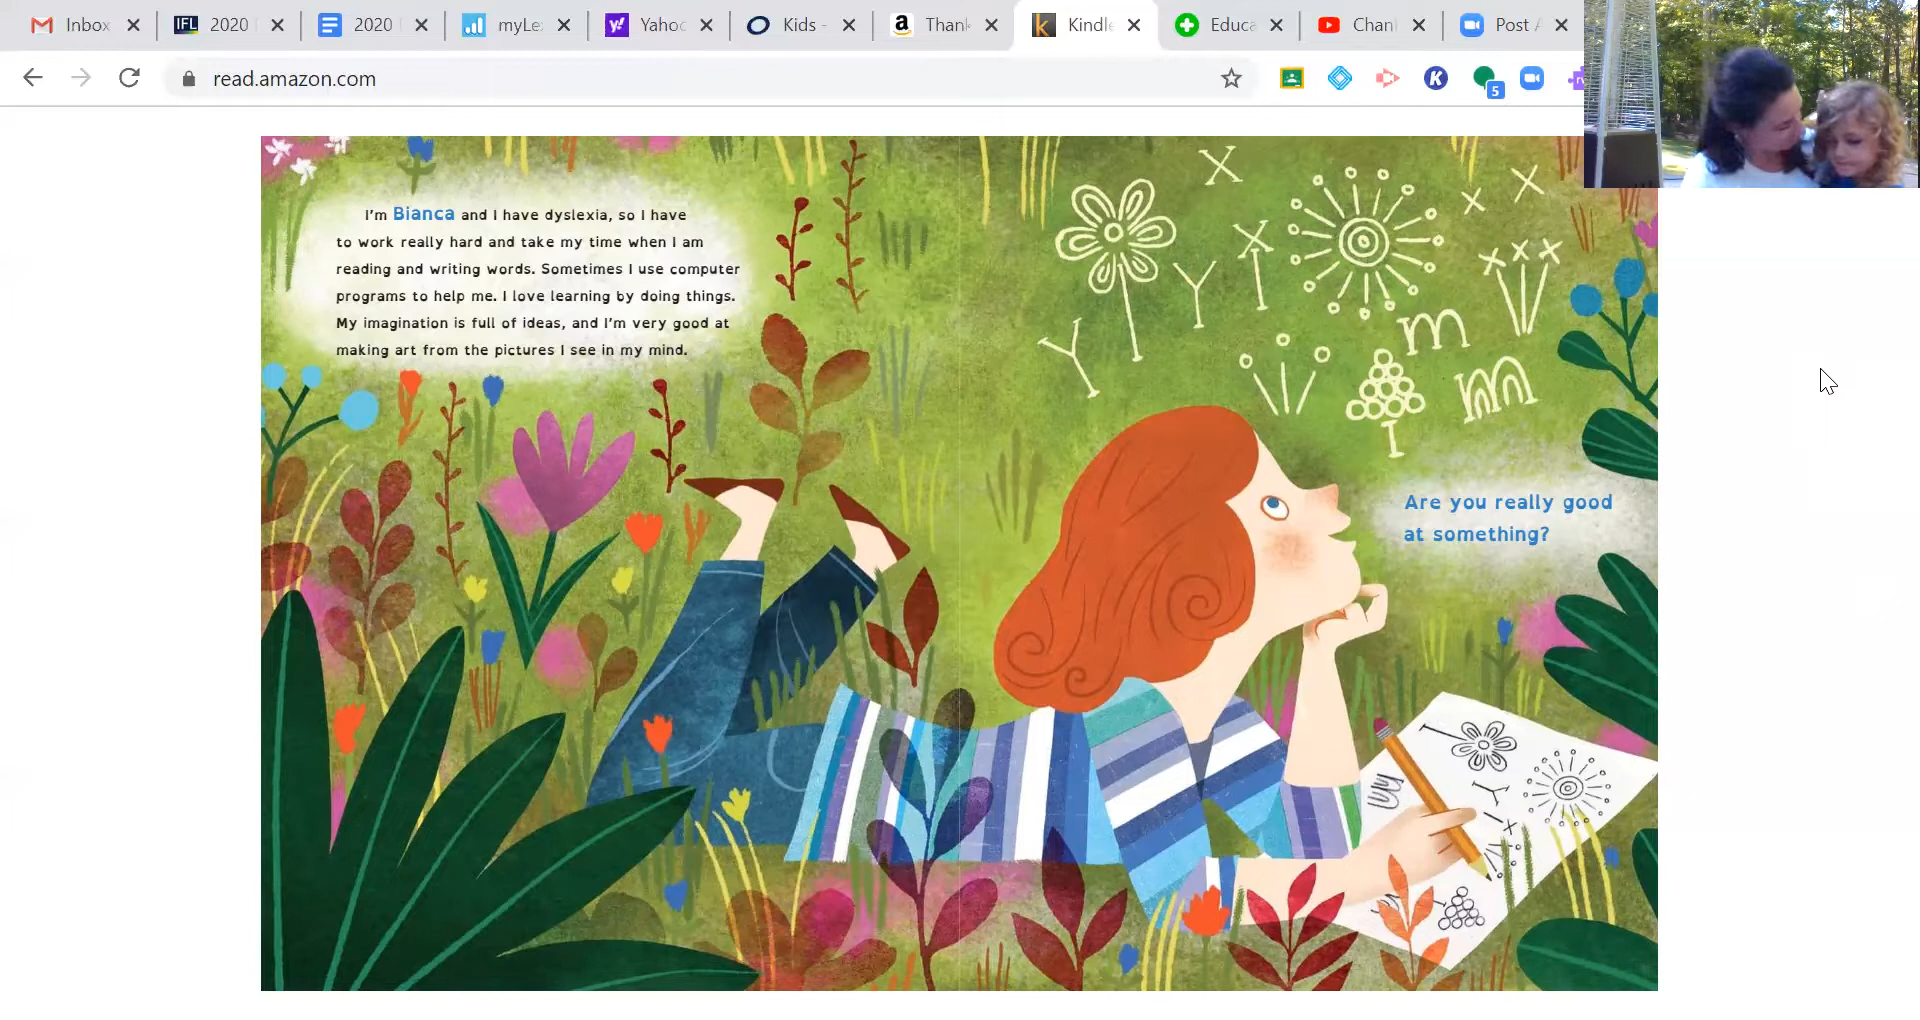 Inbox
IFL 2020
2020
myLe
Yaho
Kids -
a Thank
k Kindle
Educa
Chan
Post A
read.amazon.com
K
5
I'm Bianca and I have dyslexia, so I have
to work really hard and take my time when I am
reading and writing words. Sometimes I use computer
programs to help me. I love learning by doing things.
My imagination is full of ideas, and I'm very good at
making art from the pictures I see in my mind.
X
X X
X
Y
I
X X X
Y
m
m
I
Are you really good
at something?